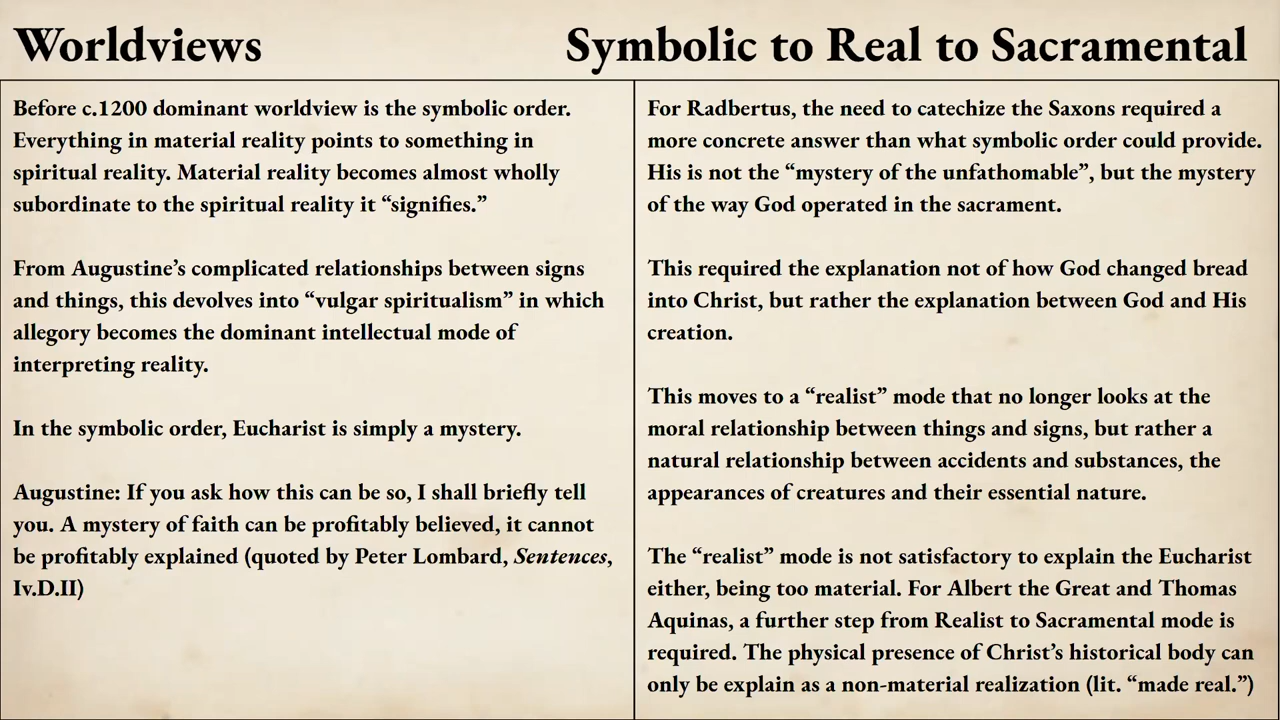 Worldviews
Symbolic to Real to Sacramental
Before c.1200 dominant worldview is the symbolic order.
Everything in material reality points to something in
spiritual reality. Material reality becomes almost wholly
subordinate to the spiritual reality it “signifies.”
From Augustine’s complicated relationships between signs
and things, this devolves into “vulgar spiritualism” in which
allegory becomes the dominant intellectual mode of
interpreting reality.
In the symbolic order, Eucharist is simply a mystery.
Augustine: If you ask how this can be so, I shall briefly tell
you. A mystery of faith can be profitably believed, it cannot
be profitably explained (quoted by Peter Lombard, Sentences,
Iv.D.II)
For Radbertus, the need to catechize the Saxons required a
more concrete answer than what symbolic order could provide.
His is not the “mystery of the unfathomable”, but the mystery
of the way God operated in the sacrament.
This required the explanation not of how God changed bread
into Christ, but rather the explanation between God and His
creation.
This moves to a “realist” mode that no longer looks at the
moral relationship between things and signs, but rather a
natural relationship between accidents and substances, the
appearances of creatures and their essential nature.
The “realist” mode is not satisfactory to explain the Eucharist
either, being too material. For Albert the Great and Thomas
Aquinas, a further step from Realist to Sacramental mode is
required. The physical presence of Christ’s historical body can
only be explain as a non-material realization (lit. “made real.”)